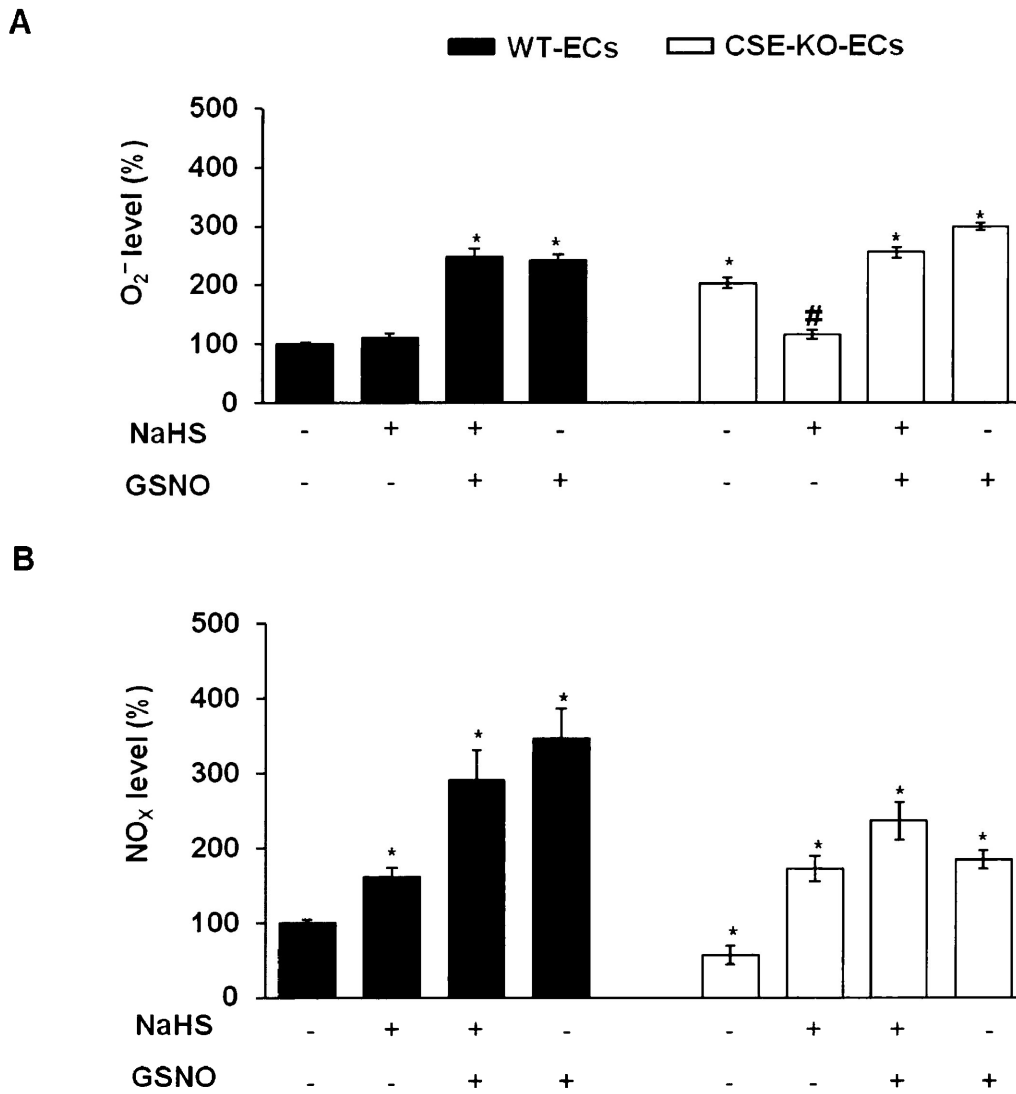 A
WT-ECs CSE-KO-ECs
O₂⁻ level (%)
500
400
300
200
100
0
* * * # * *
NaHS - + + - - + + -
GSNO - - + + - - + +
B
NOₓ level (%)
500
400
300
200
100
0
* * * * * * *
NaHS - + + - - + + -
GSNO - - + + - - + +